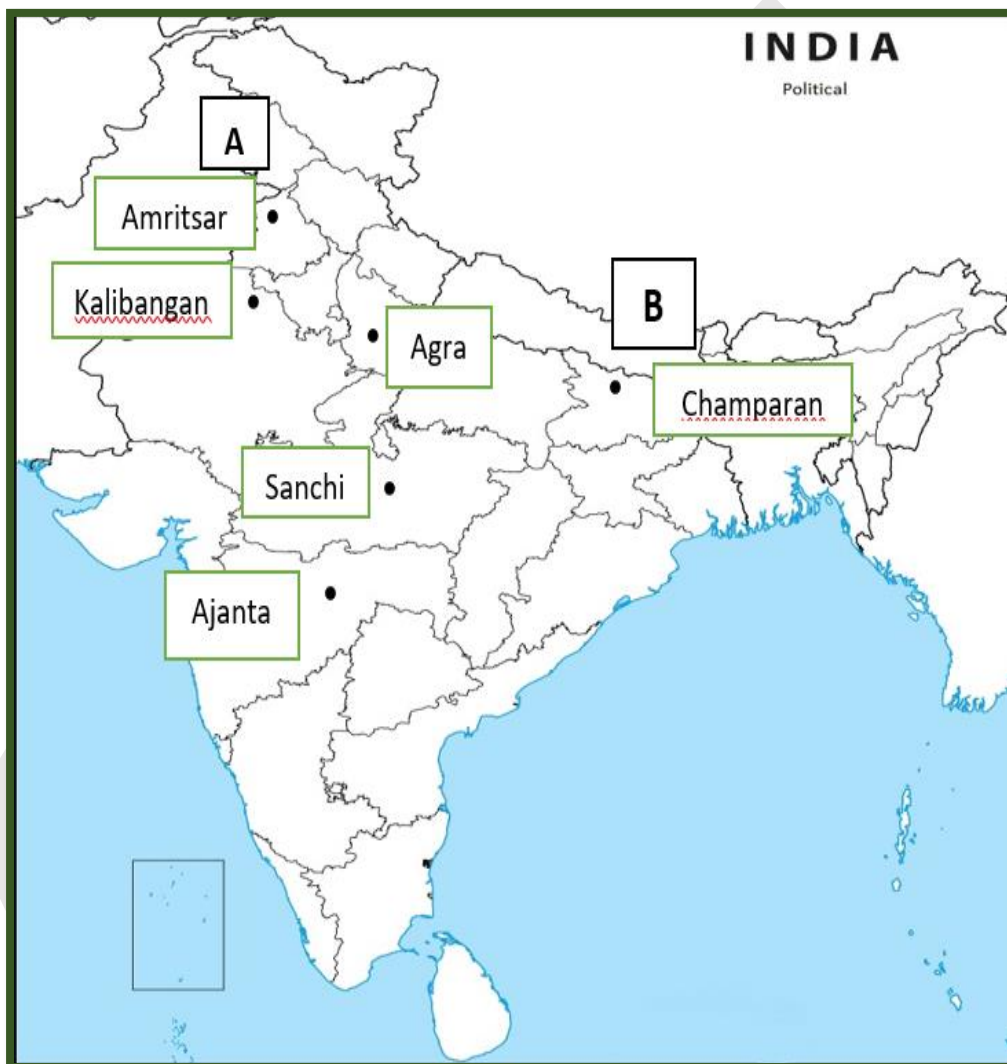 INDIA
Political
A
Amritsar
Kalibangan
B
Agra
Champaran
Sanchi
Ajanta